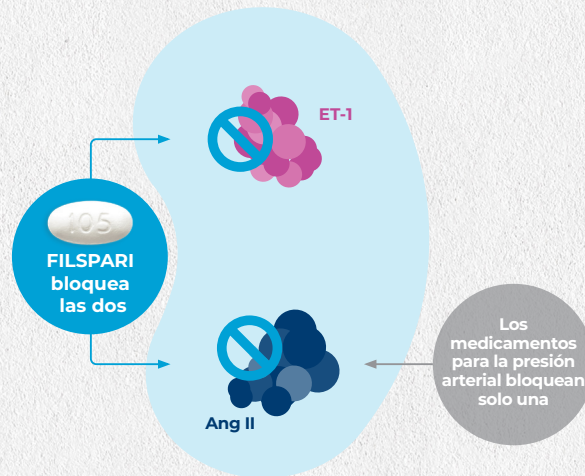 ET-1
105
FILSPARI
bloquea
las dos
Los
medicamentos
para la presión
arterial bloquean
solo una
Ang II